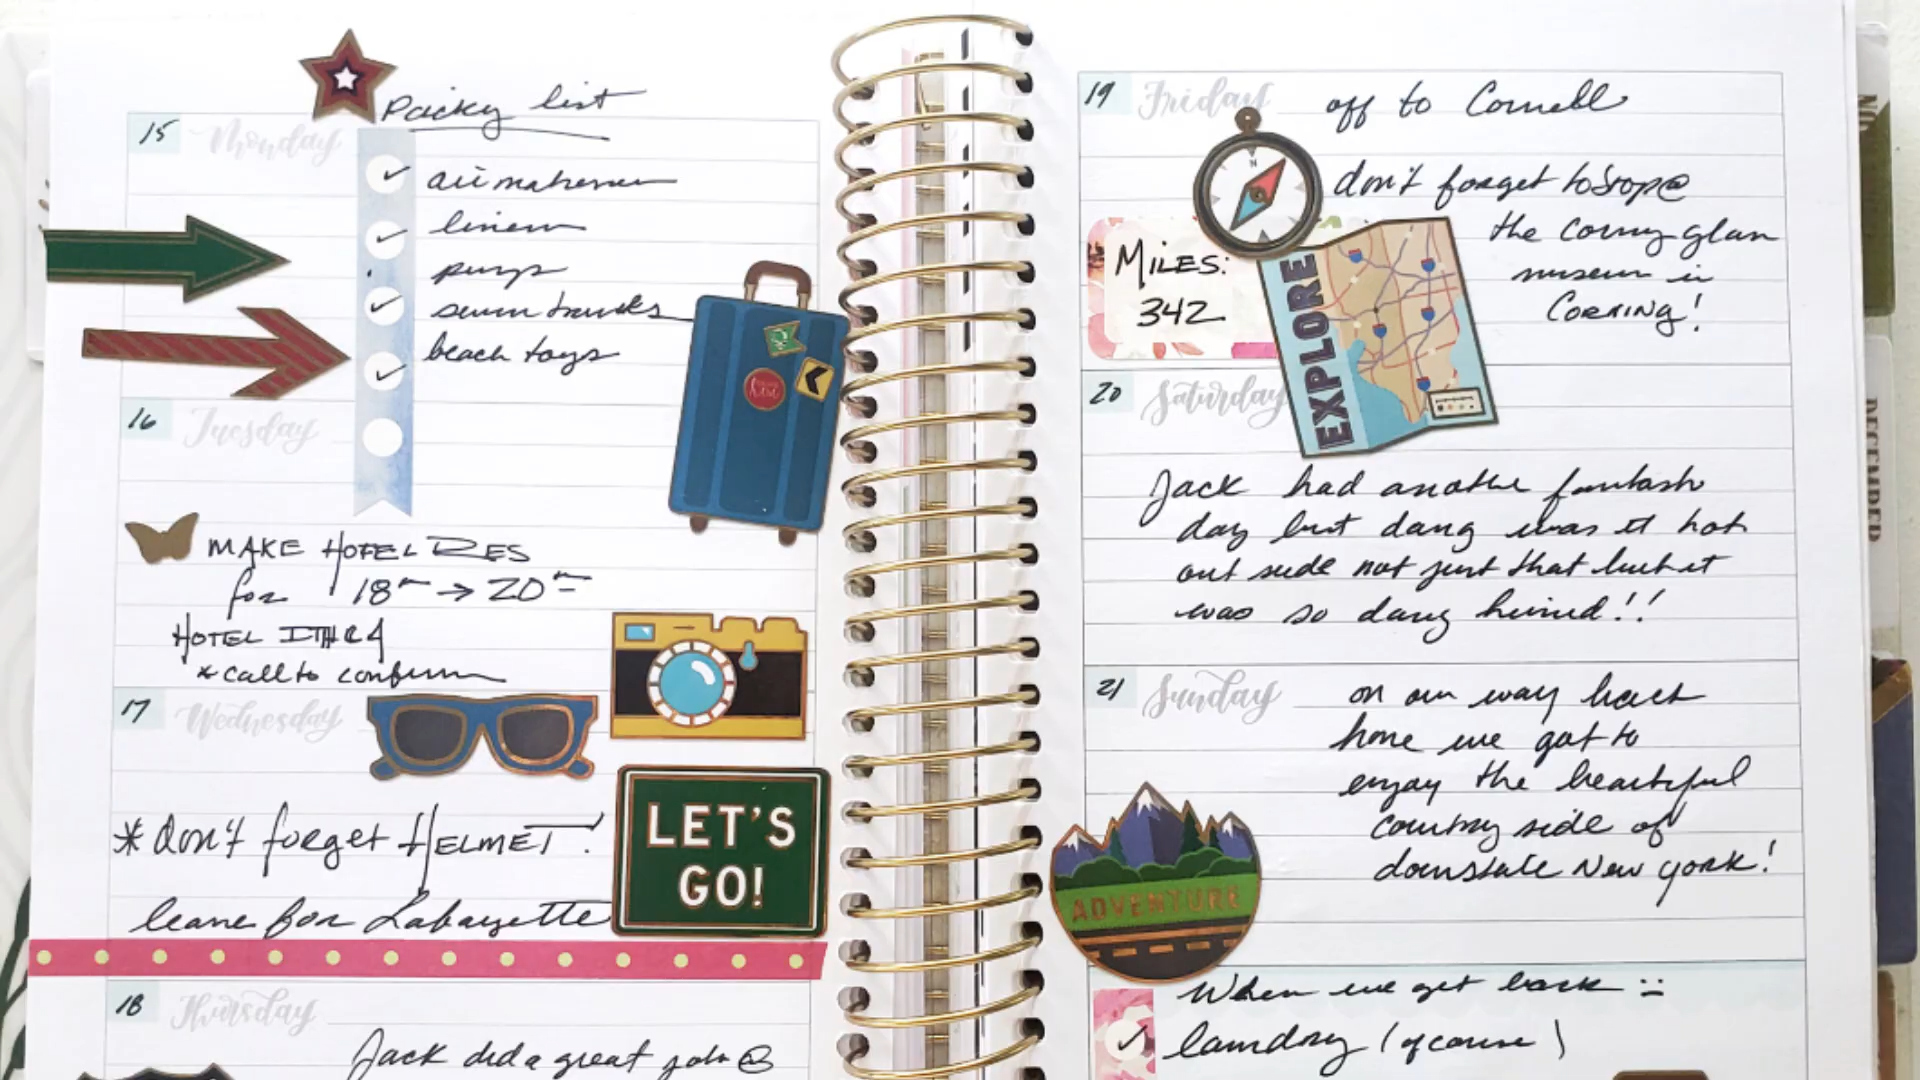 Packing list
15 Monday
✓ air mattresses
✓ linens
pumps
✓ swim trunks
✓ beach toys
16 Tuesday
MAKE HOTEL RES
for 18th → 20th
HOTEL ITHCA
* call to confirm
17 Wednesday
LET'S
GO!
* don't forget HELMET!
leave for Lafayette
18 Thursday
Jack did a great job @
19 Friday off to Cornell
N
don't forget to stop @
the Corning glass
museum in
CORNING!
MILES:
342
EXPLORE
20 Saturday
Jack had another fantastic
day but dang was it hot
out side not just that but it
was so dang humid!!
21 Sunday on our way back
home we got to
enjoy the beautiful
country side of
downstate New York!
ADVENTURE
When we get back
✓ laundry (of course)
NO
DECEMBER